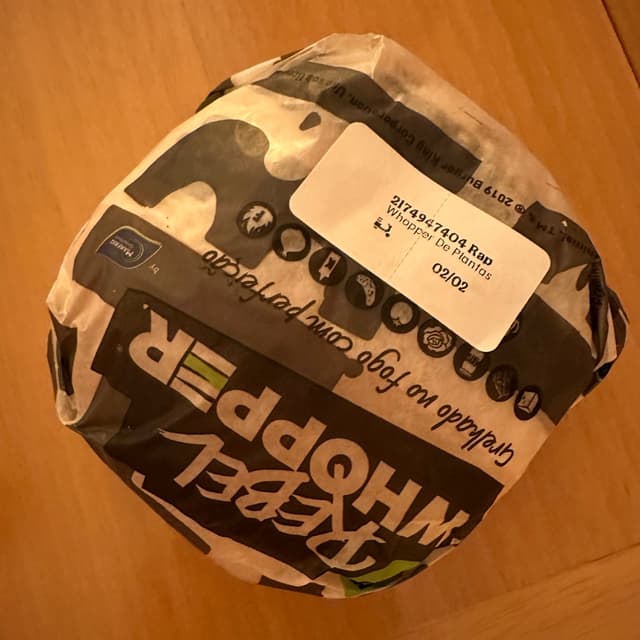 2174947404 Rap
Whopper De Plantas
02/02
REBEL
WHOPPER
Grelhado no fogo com perfeição
by
® 2019 Burger King Corporation.